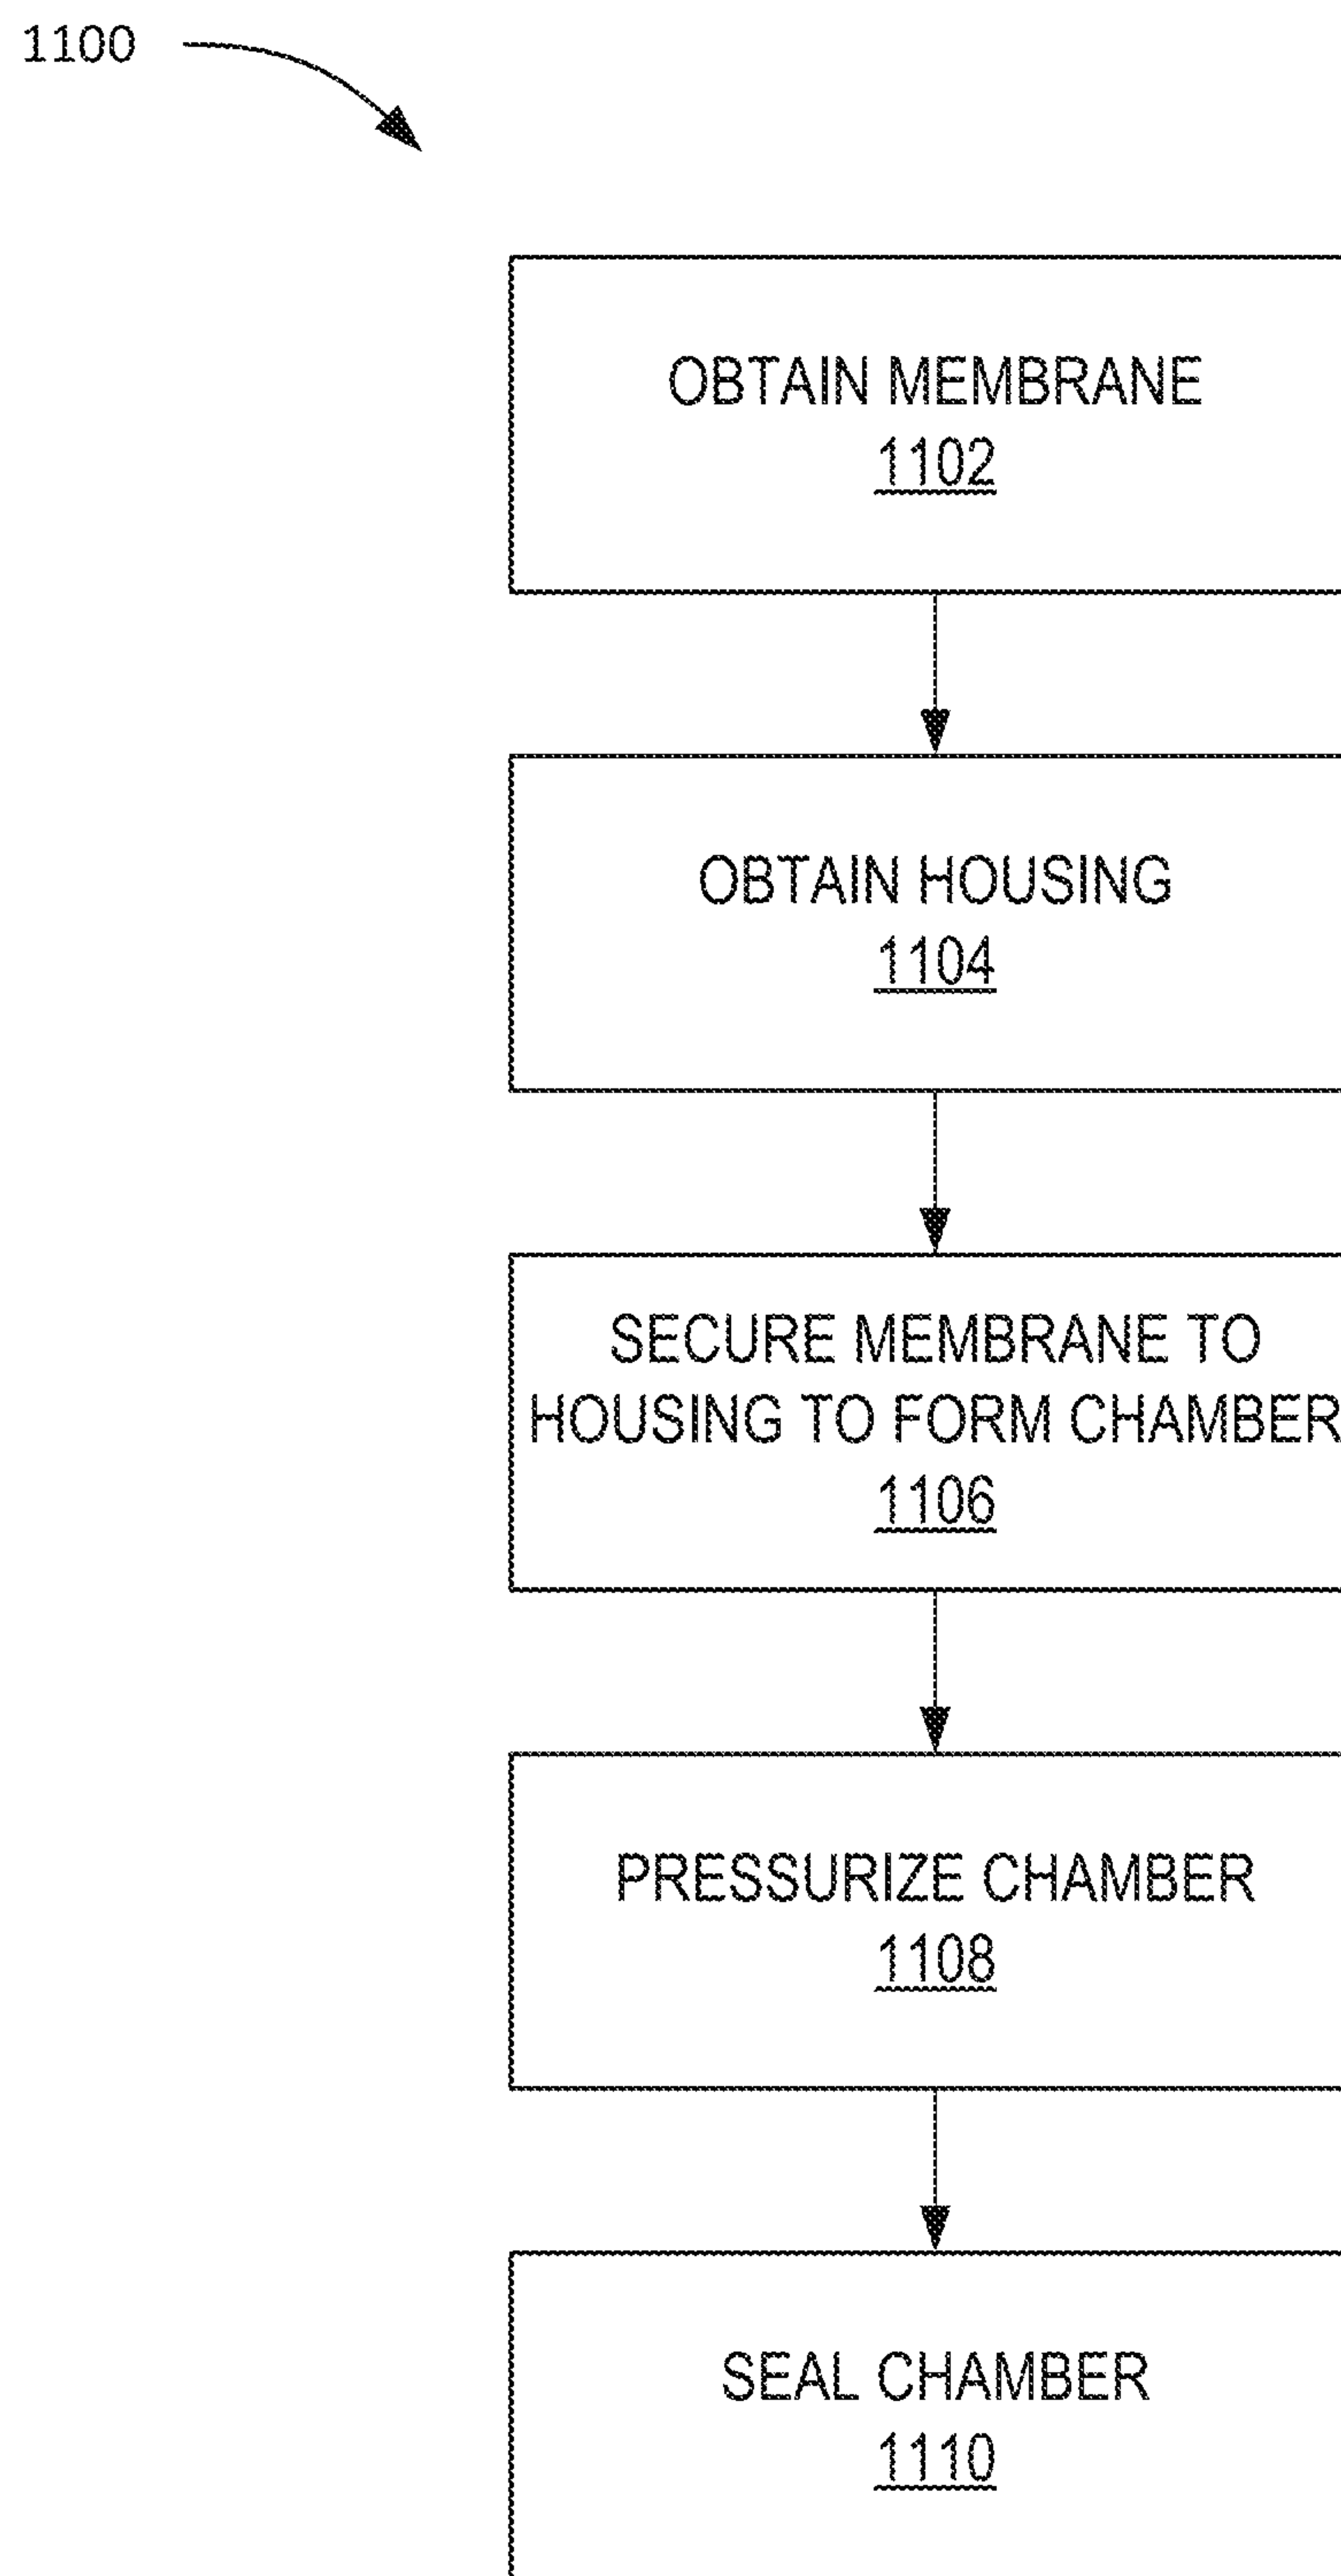 1100
OBTAIN MEMBRANE
1102
OBTAIN HOUSING
1104
SECURE MEMBRANE TO
HOUSING TO FORM CHAMBER
1106
PRESSURIZE CHAMBER
1108
SEAL CHAMBER
1110